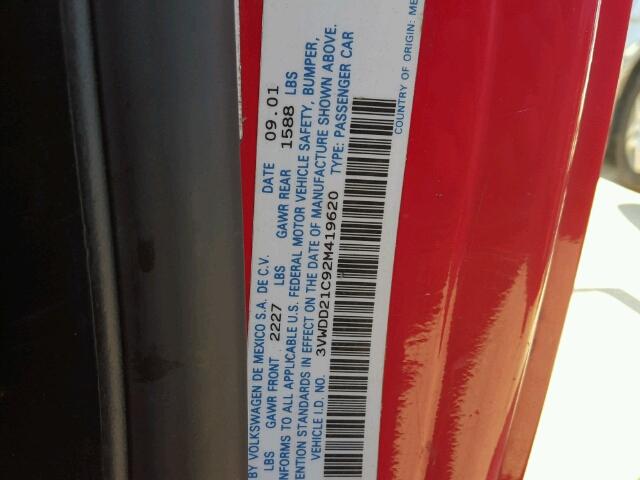 BY VOLKSWAGEN DE MEXICO S.A. DE C.V. DATE 09.01
LBS GAWR FRONT 2227 LBS GAWR REAR 1588 LBS
NFORMS TO ALL APPLICABLE U.S. FEDERAL MOTOR VEHICLE SAFETY, BUMPER,
ENTION STANDARDS IN EFFECT ON THE DATE OF MANUFACTURE SHOWN ABOVE.
VEHICLE I.D. NO. 3VWDD21C92M419620 TYPE: PASSENGER CAR
COUNTRY OF ORIGIN: ME